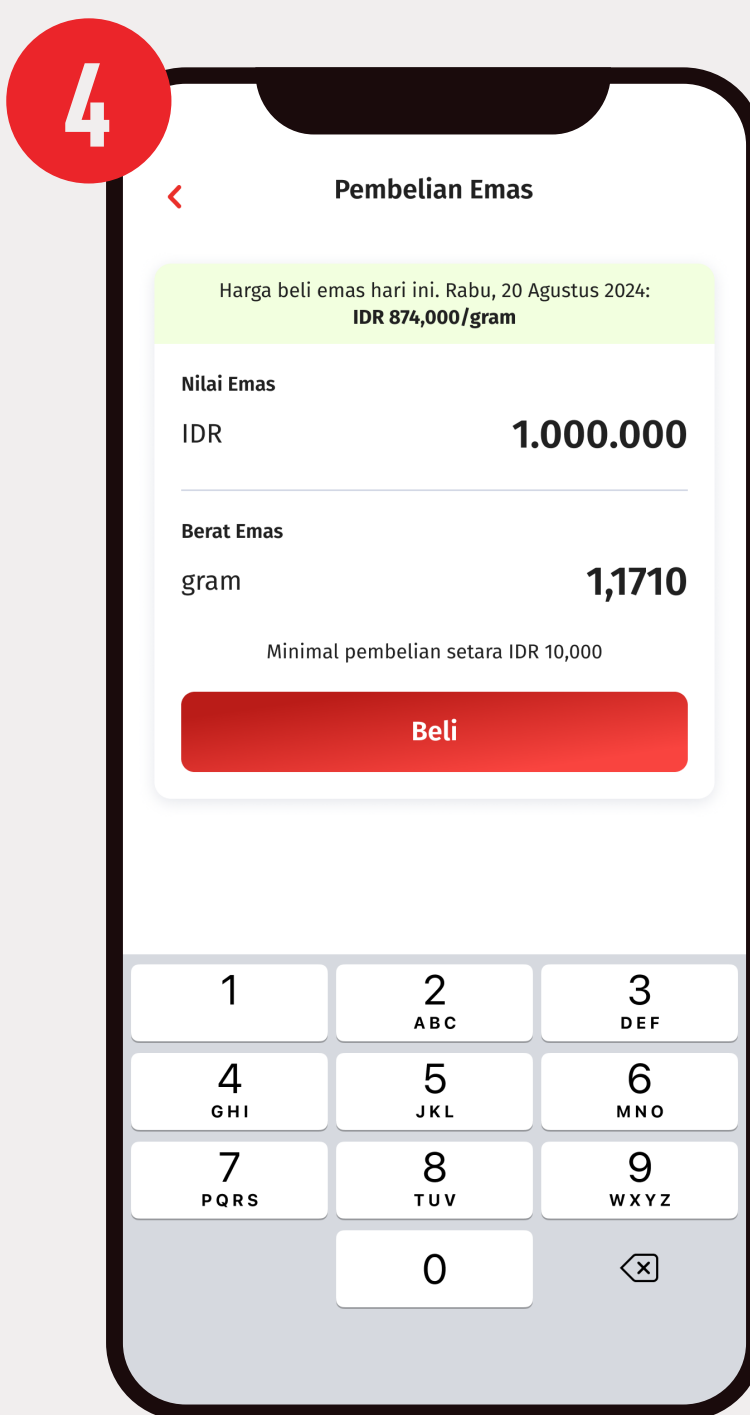 4
Pembelian Emas
Harga beli emas hari ini. Rabu, 20 Agustus 2024:
IDR 874,000/gram
Nilai Emas
IDR 1.000.000
Berat Emas
gram 1,1710
Minimal pembelian setara IDR 10,000
Beli
1 2 3
ABC DEF
4 5 6
GHI JKL MNO
7 8 9
PQRS TUV WXYZ
0